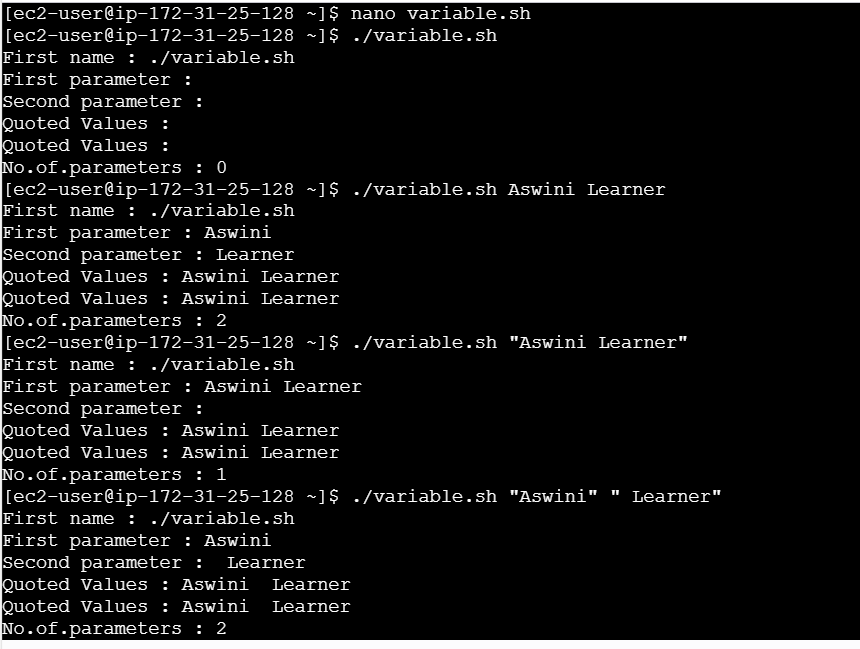 [ec2-user@ip-172-31-25-128 ~]$ nano variable.sh
[ec2-user@ip-172-31-25-128 ~]$ ./variable.sh
First name : ./variable.sh
First parameter :
Second parameter :
Quoted Values :
Quoted Values :
No.of.parameters : 0
[ec2-user@ip-172-31-25-128 ~]$ ./variable.sh Aswini Learner
First name : ./variable.sh
First parameter : Aswini
Second parameter : Learner
Quoted Values : Aswini Learner
Quoted Values : Aswini Learner
No.of.parameters : 2
[ec2-user@ip-172-31-25-128 ~]$ ./variable.sh "Aswini Learner"
First name : ./variable.sh
First parameter : Aswini Learner
Second parameter :
Quoted Values : Aswini Learner
Quoted Values : Aswini Learner
No.of.parameters : 1
[ec2-user@ip-172-31-25-128 ~]$ ./variable.sh "Aswini" " Learner"
First name : ./variable.sh
First parameter : Aswini
Second parameter :  Learner
Quoted Values : Aswini  Learner
Quoted Values : Aswini  Learner
No.of.parameters : 2